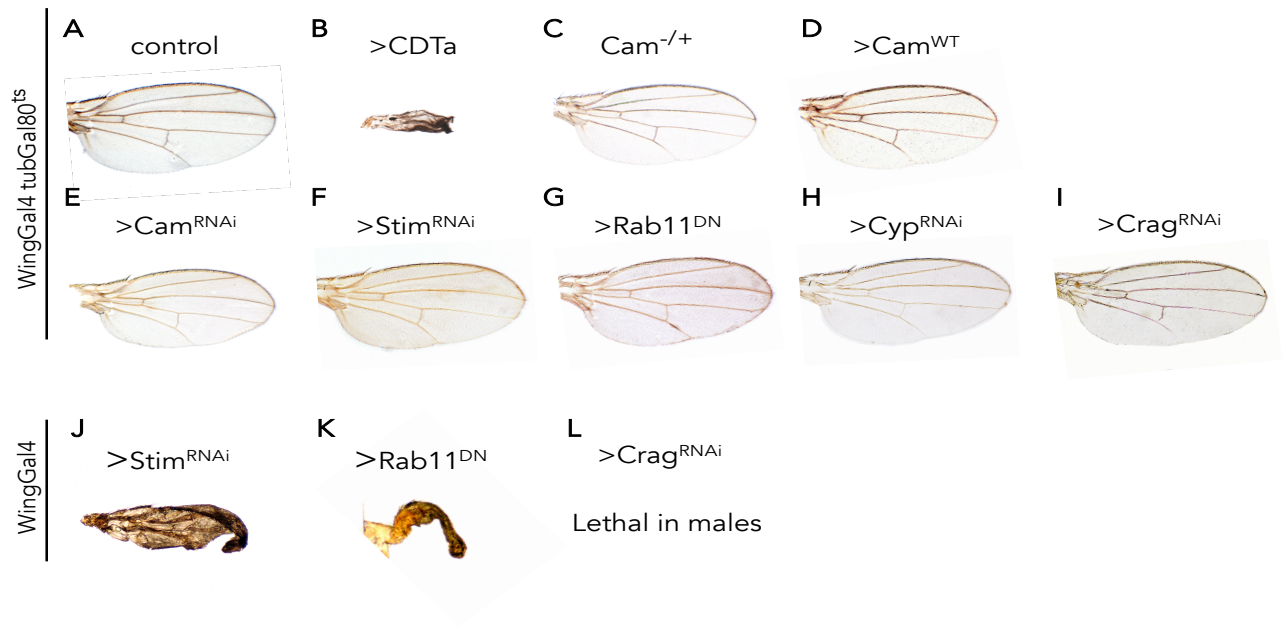 WingGal4 tubGal80ts
A
control
B
>CDTa
C
Cam-/+
D
>CamWT
E
>CamRNAi
F
>StimRNAi
G
>Rab11DN
H
>CypRNAi
I
>CragRNAi
WingGal4
J
>StimRNAi
K
>Rab11DN
L
>CragRNAi
Lethal in males